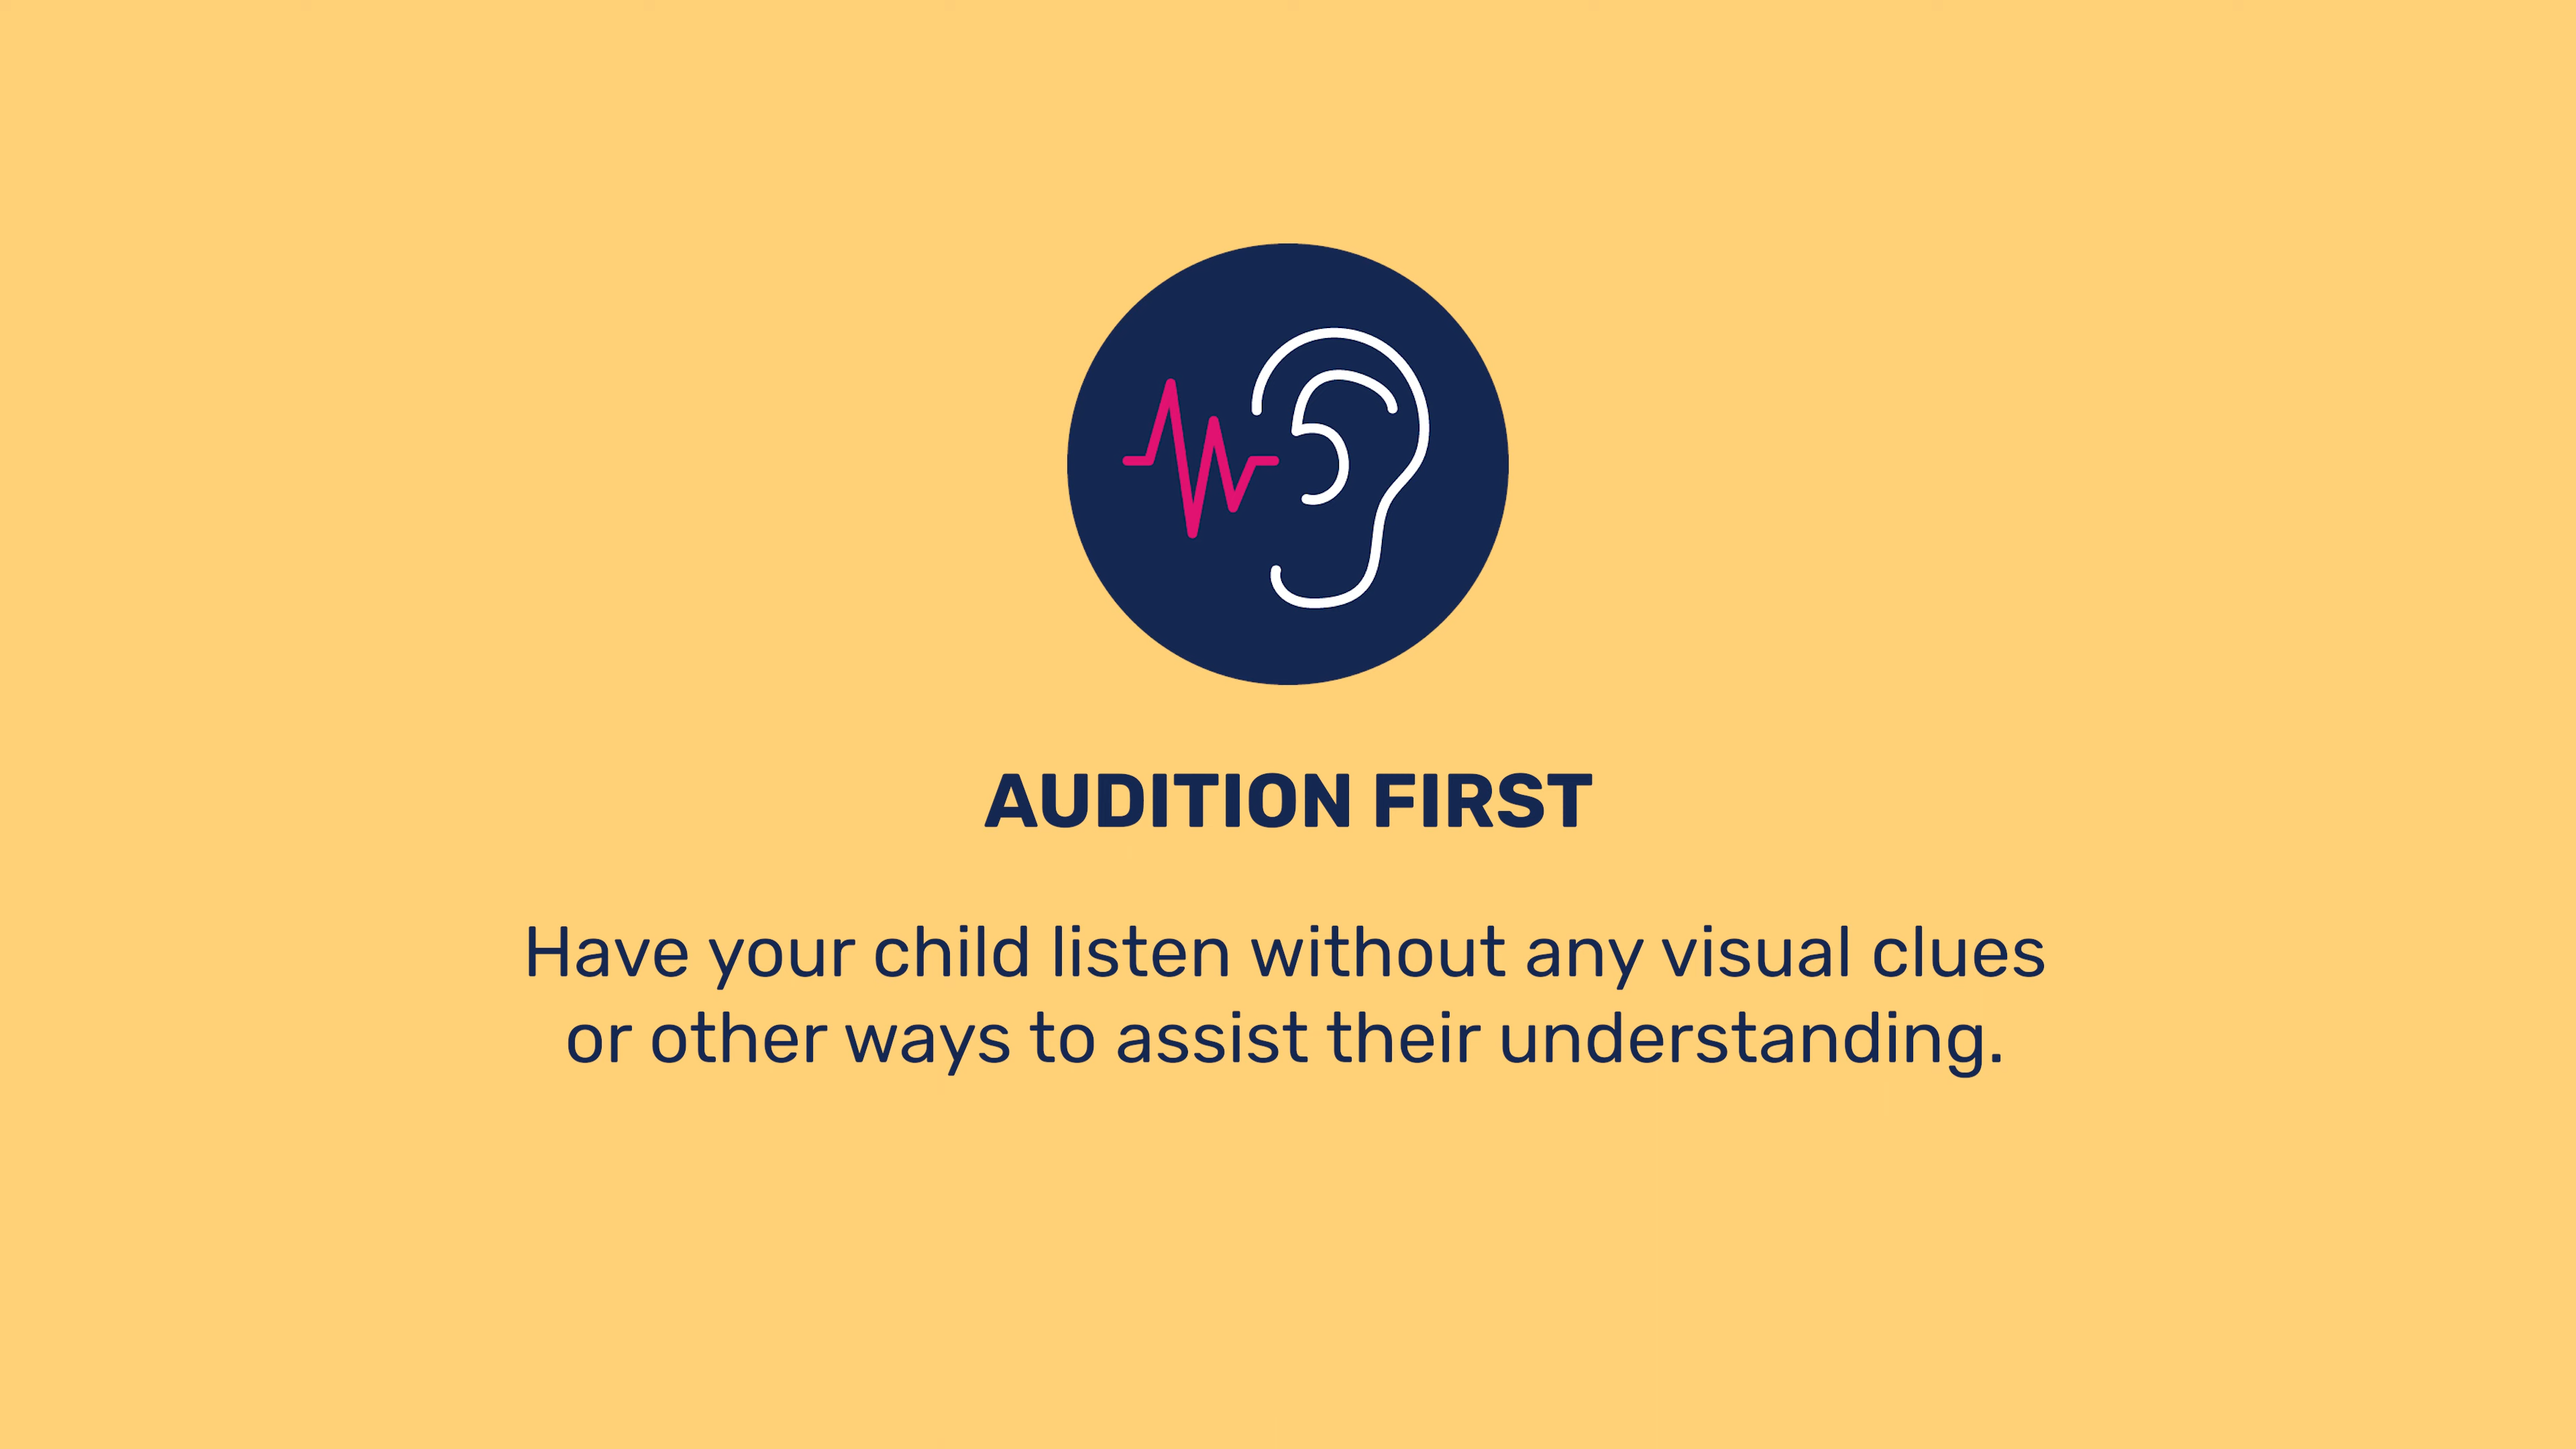 AUDITION FIRST
Have your child listen without any visual clues
or other ways to assist their understanding.